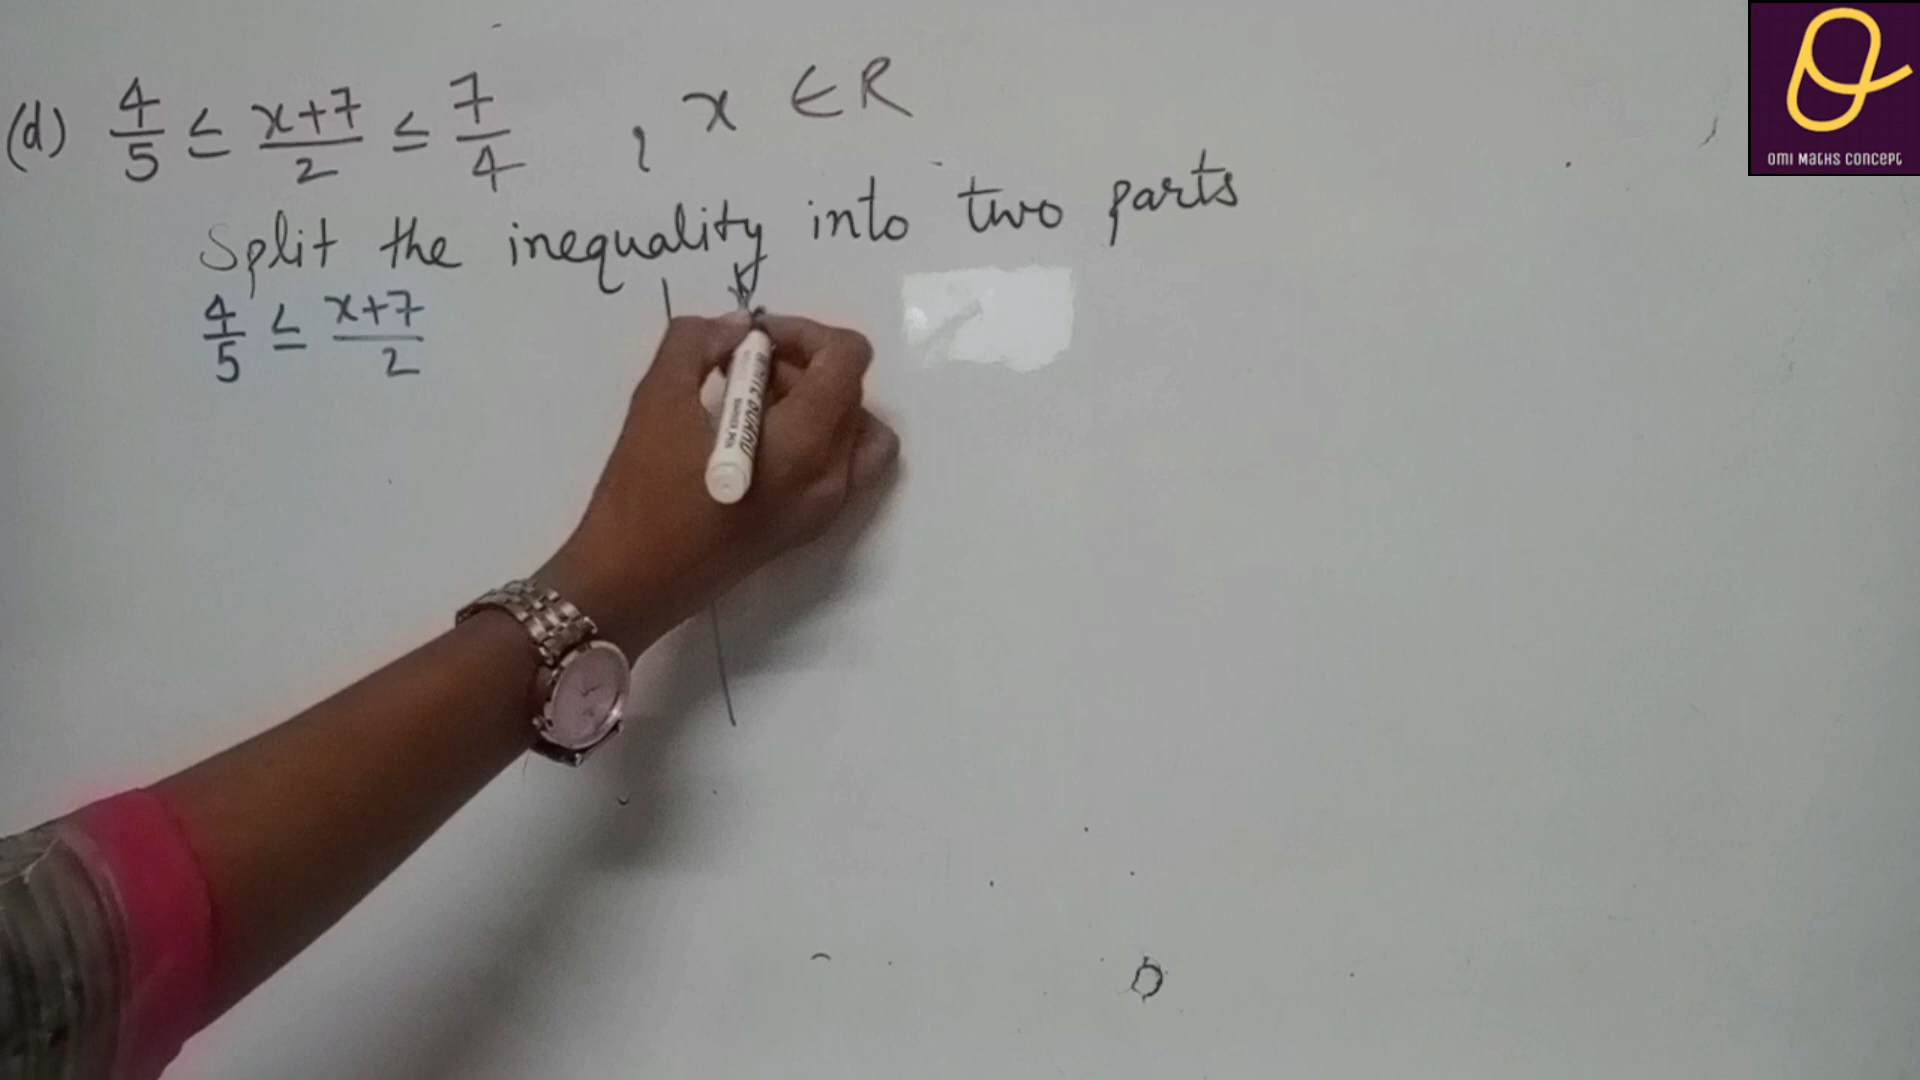 (d) 4/5 ≤ x+7/2 ≤ 7/4 , x ∈ R
Split the inequality into two parts
4/5 ≤ x+7/2
OMI MATHS CONCEPT